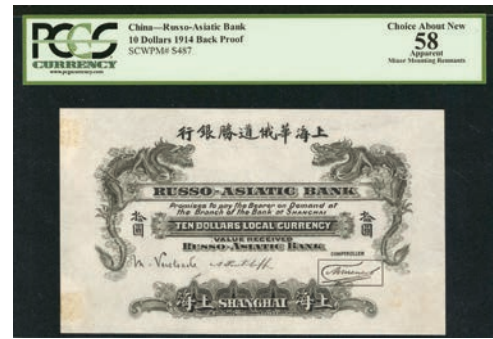 PCGS
CURRENCY
www.pcgscurrency.com
China—Russo-Asiatic Bank
10 Dollars 1914 Back Proof
SCWPM# S487
Choice About New
58
Apparent
Minor Mounting Remnants
行銀勝道俄華海上
RUSSO-ASIATIC BANK
Promises to pay the Bearer on Demand at
the Branch of the Bank at SHANGHAI
拾圓
TEN DOLLARS LOCAL CURRENCY
拾圓
VALUE RECEIVED
RUSSO-ASIATIC BANK
COMPTROLLER
海上 SHANGHAI 海上